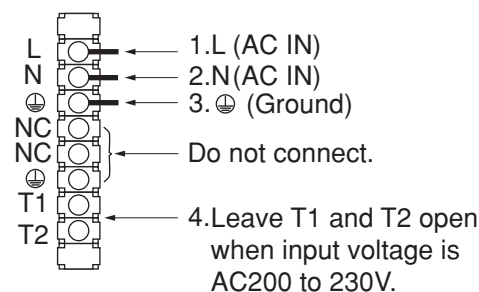 L
N
⏚
NC
NC
⏚
T1
T2
1.L (AC IN)
2.N(AC IN)
3. ⏚ (Ground)
Do not connect.
4.Leave T1 and T2 open
when input voltage is
AC200 to 230V.